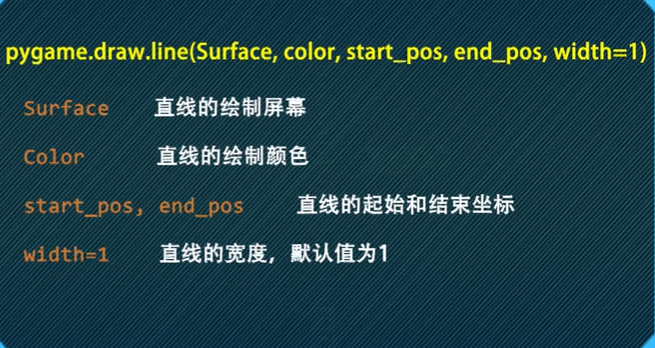 pygame.draw.line(Surface, color, start_pos, end_pos, width=1)
Surface 直线的绘制屏幕
Color 直线的绘制颜色
start_pos, end_pos 直线的起始和结束坐标
width=1 直线的宽度，默认值为1